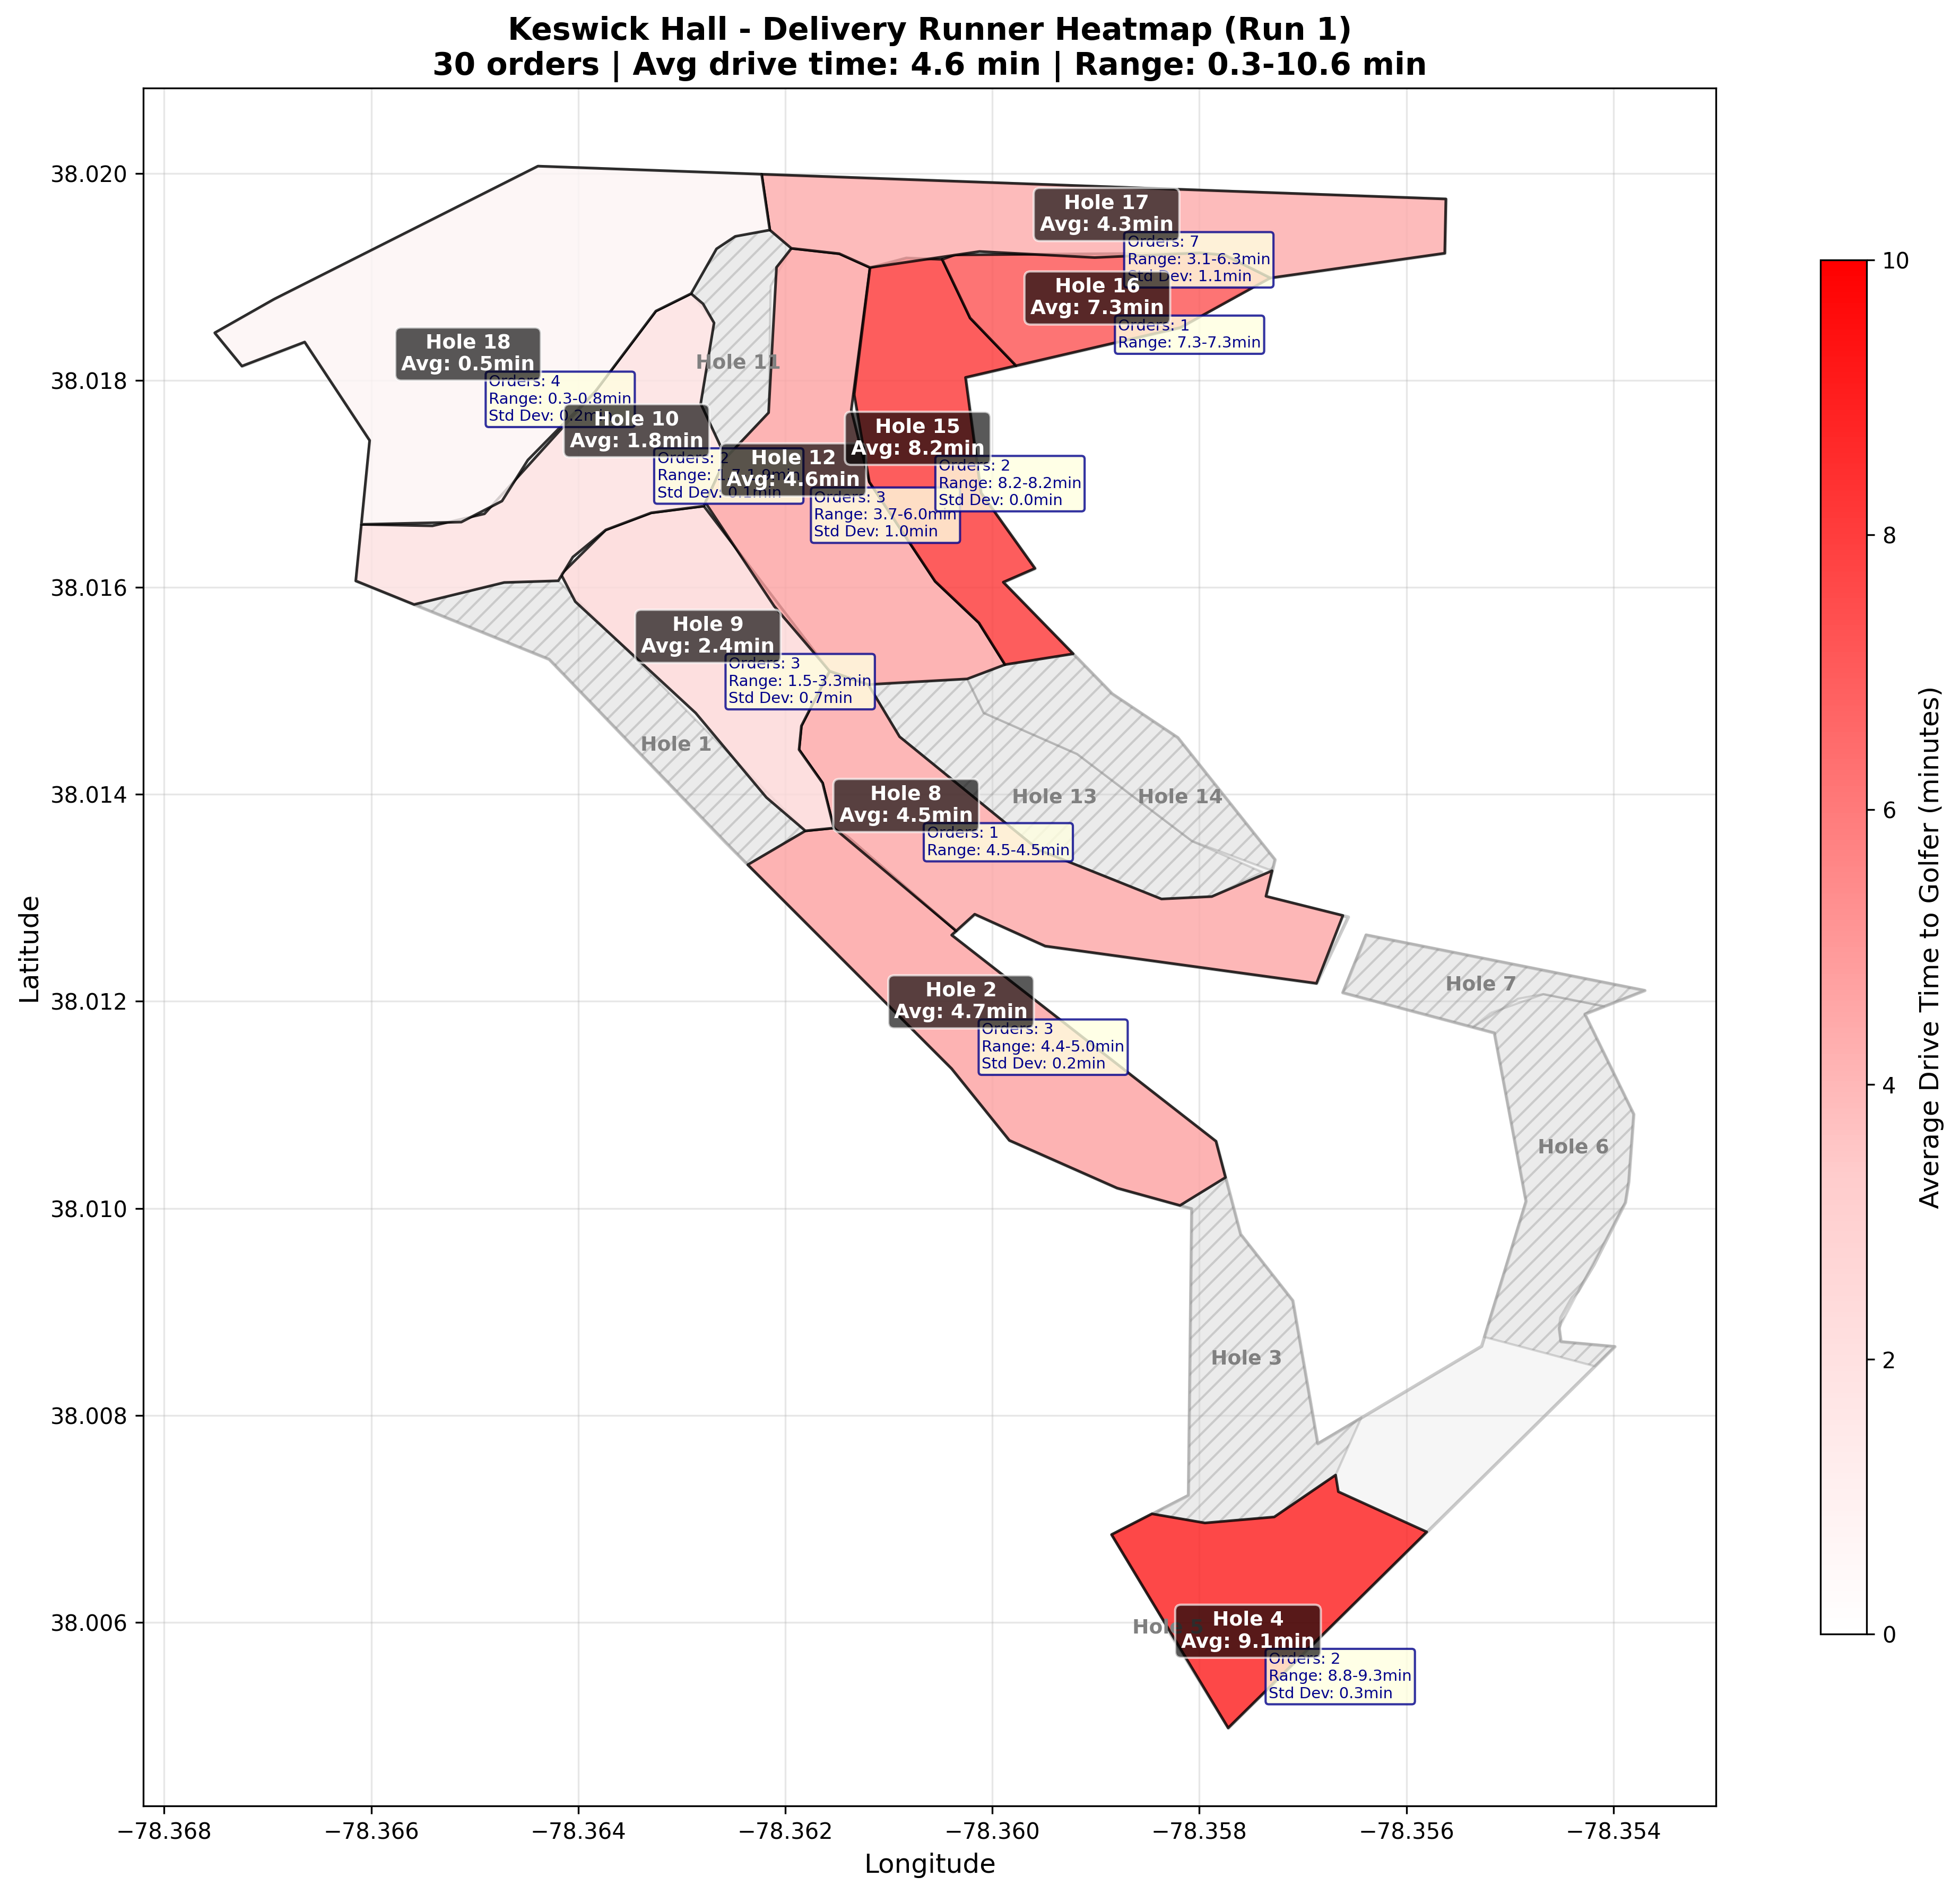 Keswick Hall - Delivery Runner Heatmap (Run 1)
30 orders | Avg drive time: 4.6 min | Range: 0.3-10.6 min
Hole 17
Avg: 4.3min
Orders: 7
Range: 3.1-6.3min
Std Dev: 1.1min
Hole 16
Avg: 7.3min
Orders: 1
Range: 7.3-7.3min
Hole 18
Avg: 0.5min
Orders: 4
Range: 0.3-0.8min
Std Dev: 0.2min
Hole 11
Hole 10
Avg: 1.8min
Orders: 2
Range:
Std Dev: 0.1min
Hole 12
Avg: 4.6min
Orders: 3
Range: 3.7-6.0min
Std Dev: 1.0min
Hole 15
Avg: 8.2min
Orders: 2
Range: 8.2-8.2min
Std Dev: 0.0min
Hole 9
Avg: 2.4min
Orders: 3
Range: 1.5-3.3min
Std Dev: 0.7min
Hole 1
Hole 13
Hole 14
Hole 8
Avg: 4.5min
Orders: 1
Range: 4.5-4.5min
Hole 2
Avg: 4.7min
Orders: 3
Range: 4.4-5.0min
Std Dev: 0.2min
Hole 7
Hole 6
Hole 3
Hole 4
Avg: 9.1min
Orders: 2
Range: 8.8-9.3min
Std Dev: 0.3min
38.020
38.018
38.016
38.014
38.012
38.010
38.008
38.006
Latitude
−78.368
−78.366
−78.364
−78.362
−78.360
−78.358
−78.356
−78.354
Longitude
10
8
6
4
2
0
Average Drive Time to Golfer (minutes)